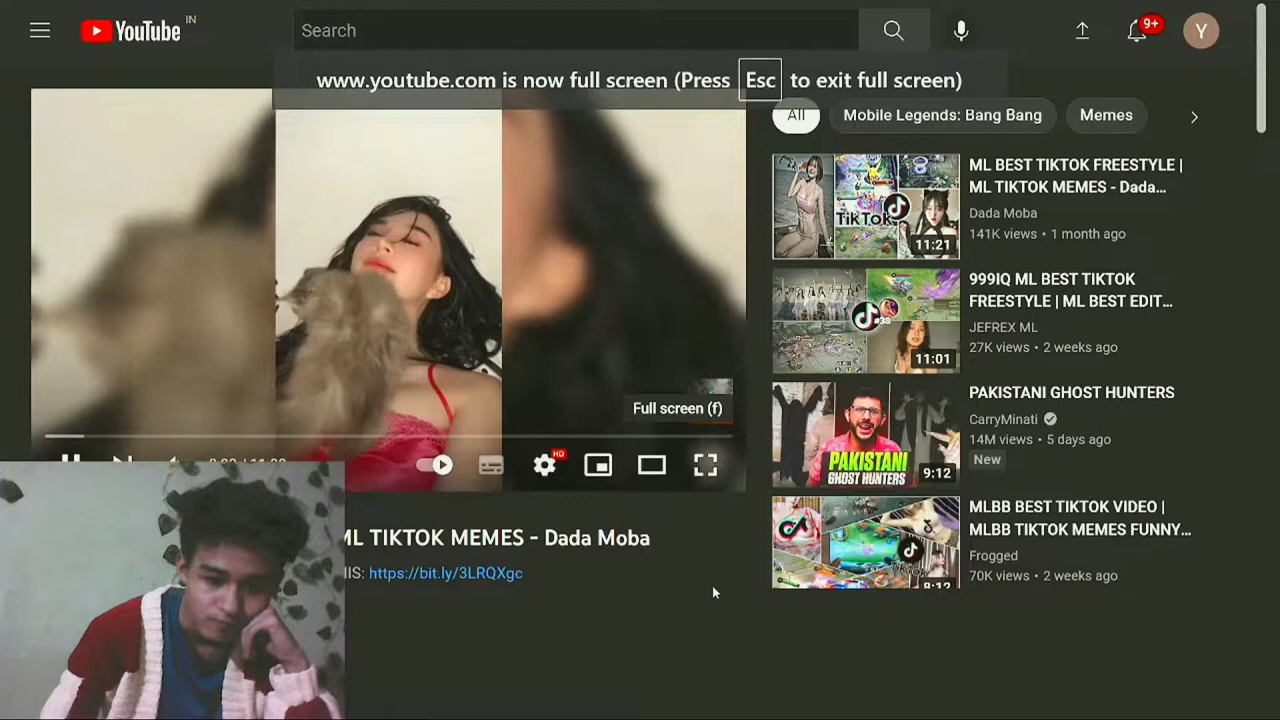 YouTube IN
Search
9+
Y
www.youtube.com is now full screen (Press Esc to exit full screen)
All
Mobile Legends: Bang Bang
Memes
ML BEST TIKTOK FREESTYLE |
ML TIKTOK MEMES - Dada...
Dada Moba
141K views • 1 month ago
TikTok
11:21
999IQ ML BEST TIKTOK
FREESTYLE | ML BEST EDIT...
JEFREX ML
27K views • 2 weeks ago
#38
11:01
PAKISTANI GHOST HUNTERS
CarryMinati
14M views • 5 days ago
New
PAKISTANI
GHOST HUNTERS
9:12
MLBB BEST TIKTOK VIDEO |
MLBB TIKTOK MEMES FUNNY...
Frogged
70K views • 2 weeks ago
8:12
Full screen (f)
HD
ML TIKTOK MEMES - Dada Moba
IIS: https://bit.ly/3LRQXgc